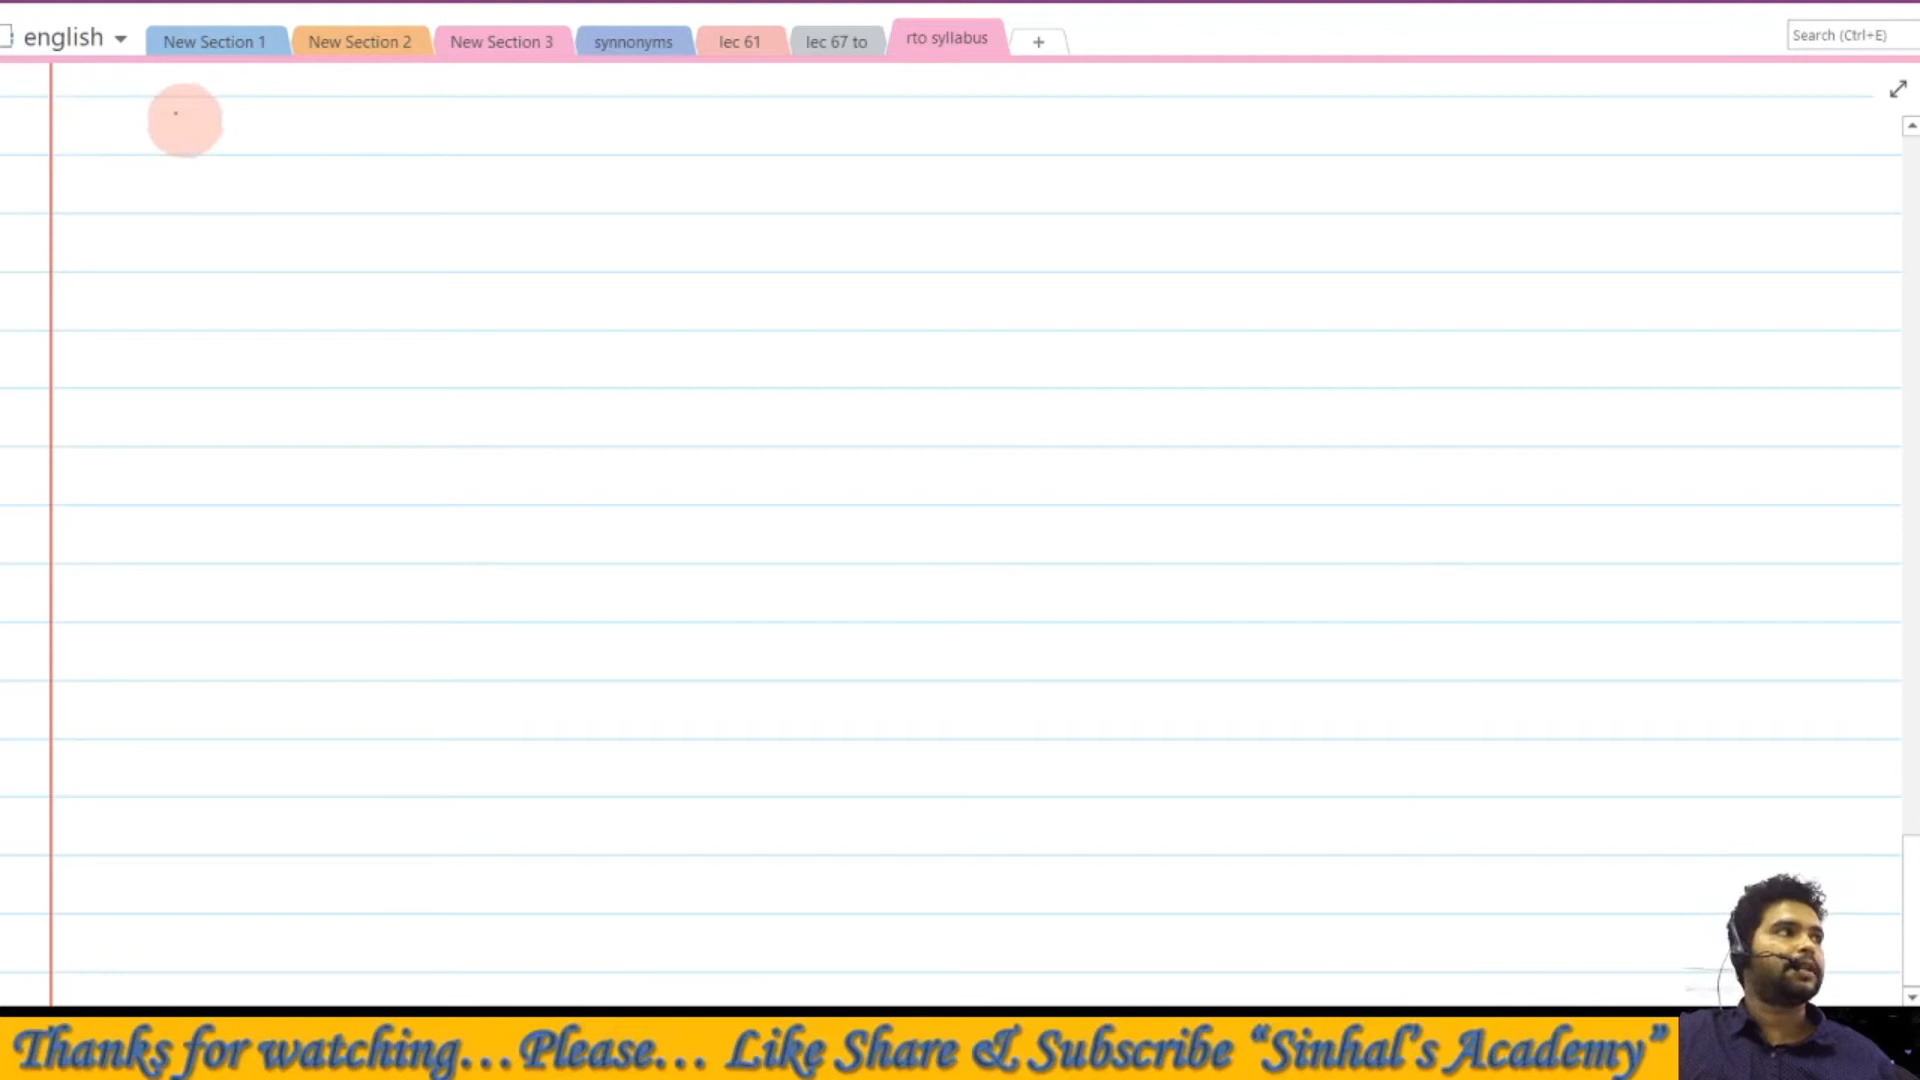 english
New Section 1
New Section 2
New Section 3
synnonyms
lec 61
lec 67 to
rto syllabus
+
Search (Ctrl+E)
Thanks for watching...Please... Like Share & Subscribe “Sinhal's Academy”